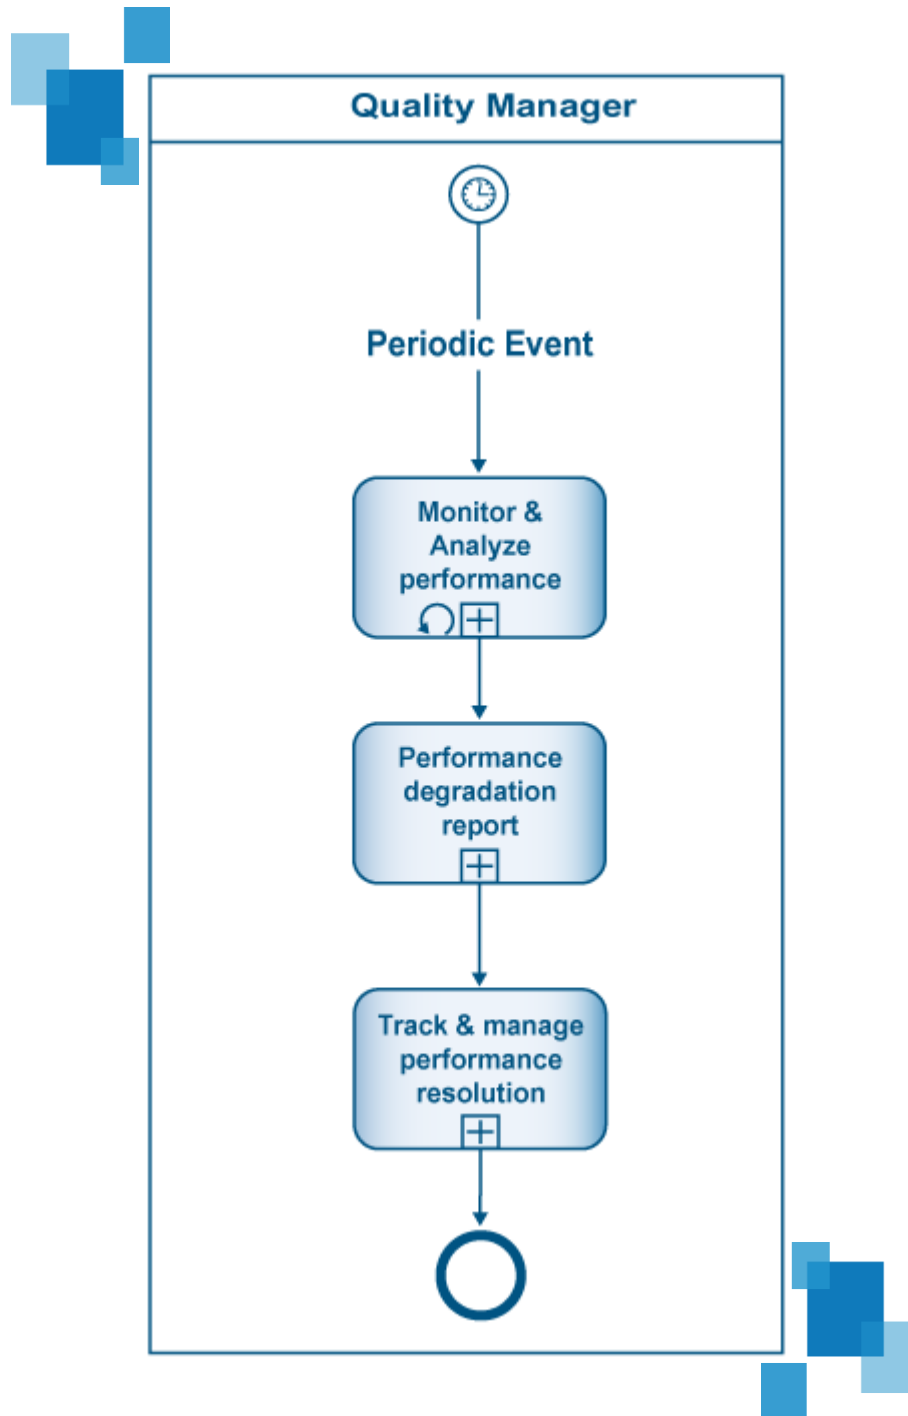 Quality Manager
Periodic Event
Monitor &
Analyze
performance
Performance
degradation
report
Track & manage
performance
resolution